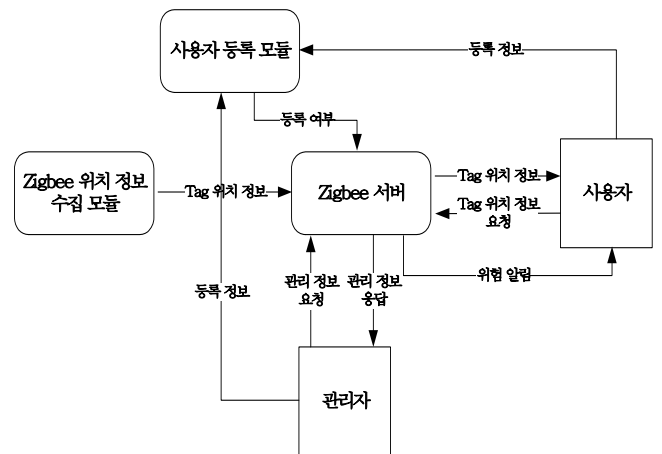 사용자 등록 모듈
등록 정보
등록 여부
Zigbee 위치 정보
수집 모듈
Tag 위치 정보
Zigbee 서버
Tag 위치 정보
Tag 위치 정보
요청
사용자
위험 알림
등록 정보
관리 정보
요청
관리 정보
응답
관리자